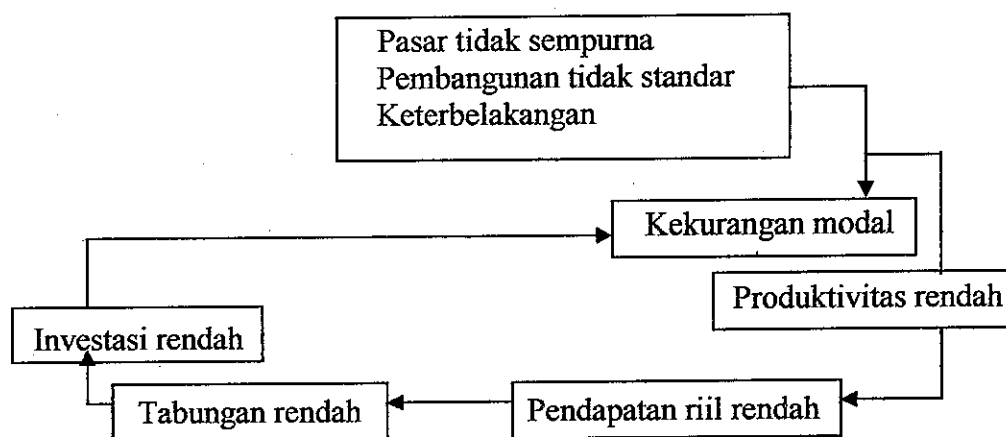 Pasar tidak sempurna
Pembangunan tidak standar
Keterbelakangan
Kekurangan modal
Produktivitas rendah
Investasi rendah
Tabungan rendah
Pendapatan riil rendah